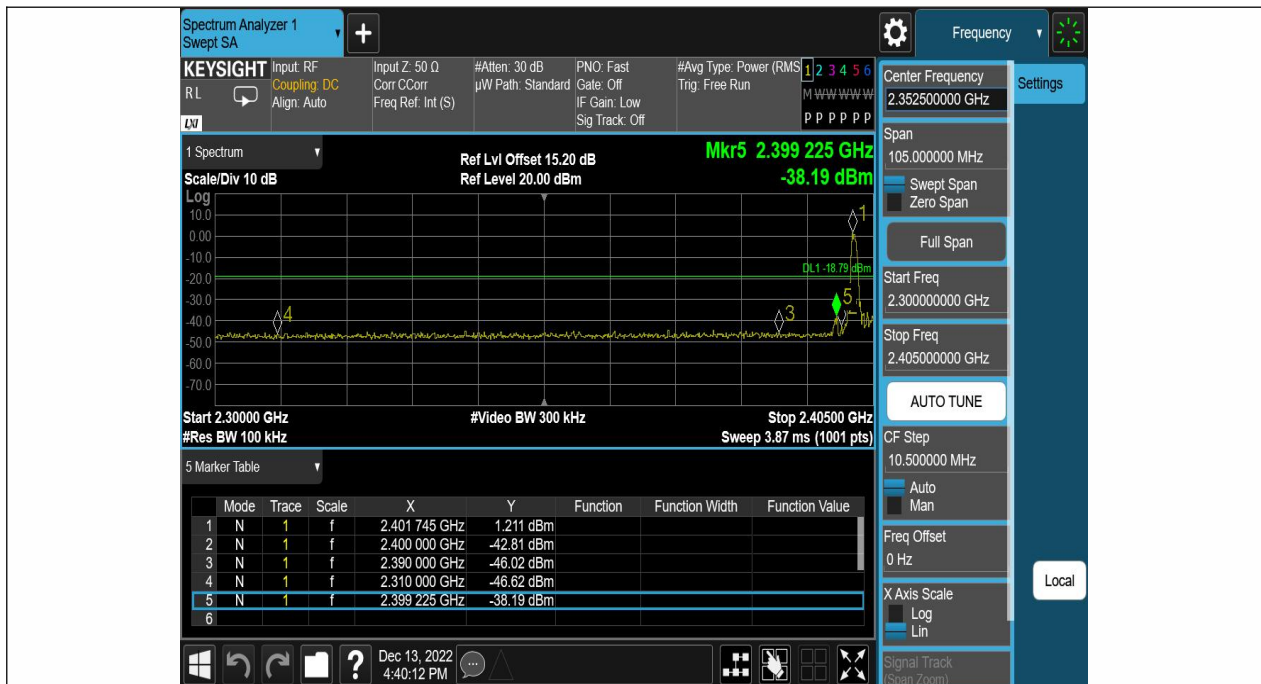 Spectrum Analyzer 1
Swept SA
Frequency
KEYSIGHT
RL
LXI
Input: RF
Coupling: DC
Align: Auto
Input Z: 50 Ω
Corr CCorr
Freq Ref: Int (S)
#Atten: 30 dB
µW Path: Standard
PNO: Fast
Gate: Off
IF Gain: Low
Sig Track: Off
#Avg Type: Power (RMS
Trig: Free Run
1 2 3 4 5 6
M W W W W W
P P P P P P
1 Spectrum
Scale/Div 10 dB
Ref Lvl Offset 15.20 dB
Ref Level 20.00 dBm
Mkr5 2.399 225 GHz
-38.19 dBm
Log
10.0
0.00
-10.0
-20.0
-30.0
-40.0
-50.0
-60.0
-70.0
1
DL1 -18.79 dBm
5
4
3
Start 2.30000 GHz
#Res BW 100 kHz
#Video BW 300 kHz
Stop 2.40500 GHz
Sweep 3.87 ms (1001 pts)
5 Marker Table
Mode Trace Scale X Y Function Function Width Function Value
1 N 1 f 2.401 745 GHz 1.211 dBm
2 N 1 f 2.400 000 GHz -42.81 dBm
3 N 1 f 2.390 000 GHz -46.02 dBm
4 N 1 f 2.310 000 GHz -46.62 dBm
5 N 1 f 2.399 225 GHz -38.19 dBm
6
Dec 13, 2022
4:40:12 PM
Center Frequency
2.352500000 GHz
Span
105.000000 MHz
Swept Span
Zero Span
Full Span
Start Freq
2.300000000 GHz
Stop Freq
2.405000000 GHz
AUTO TUNE
CF Step
10.500000 MHz
Auto
Man
Freq Offset
0 Hz
X Axis Scale
Log
Lin
Signal Track
(Span Zoom)
Settings
Local